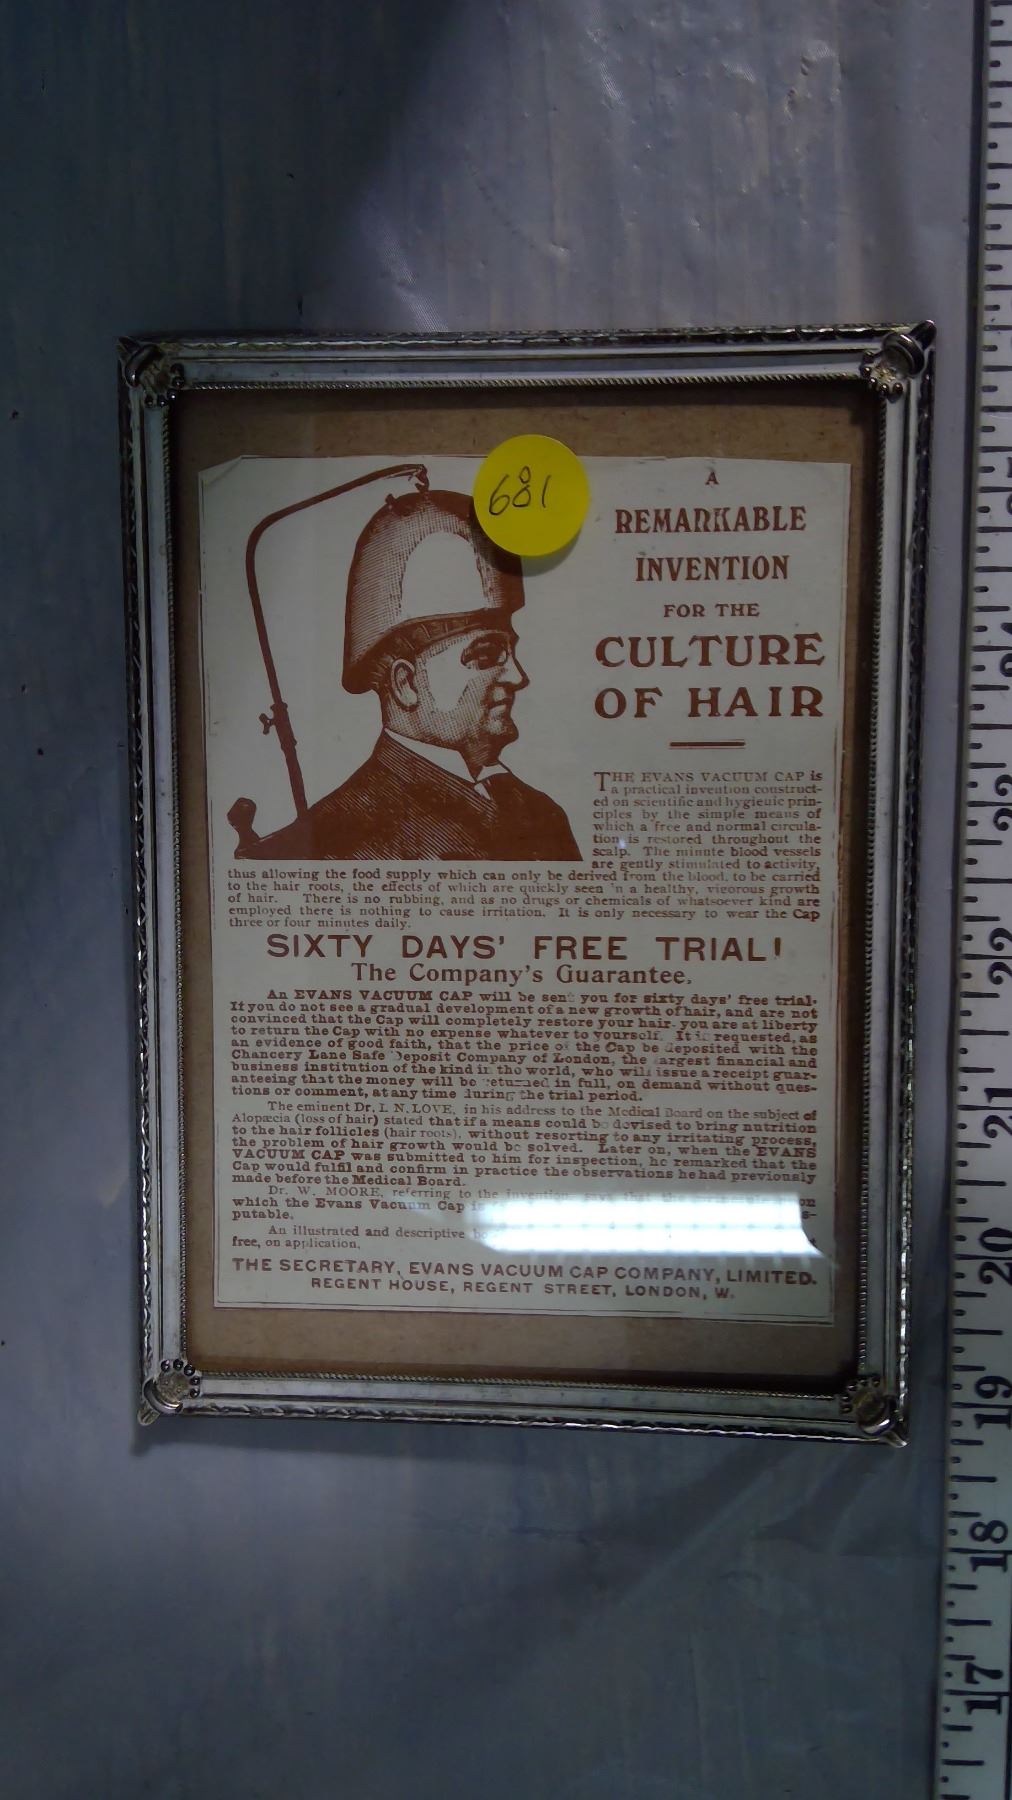 681
A
REMARKABLE
INVENTION
FOR THE
CULTURE
OF HAIR
THE EVANS VACUUM CAP is
a practical invention construct-
ed on scientific and hygienic prin-
ciples by the simple means of
which a free and normal circula-
tion is restored throughout the
scalp. The minute blood vessels
are gently stimulated to activity,
thus allowing the food supply which can only be derived from the blood, to be carried
to the hair roots, the effects of which are quickly seen in a healthy, vigorous growth
of hair. There is no rubbing, and as no drugs or chemicals of whatsoever kind are
employed there is nothing to cause irritation. It is only necessary to wear the Cap
three or four minutes daily.
SIXTY DAYS' FREE TRIAL!
The Company's Guarantee.
An EVANS VACUUM CAP will be sent you for sixty days' free trial.
If you do not see a gradual development of a new growth of hair, and are not
convinced that the Cap will completely restore your hair, you are at liberty
to return the Cap with no expense whatever to yourself. It is requested, as
an evidence of good faith, that the price of the Cap be deposited with the
Chancery Lane Safe Deposit Company of London, the largest financial and
business institution of the kind in the world, who will issue a receipt guar-
anteeing that the money will be returned in full, on demand without ques-
tions or comment, at any time during the trial period.
The eminent Dr. I. N. LOVE, in his address to the Medical Board on the subject of
Alopæcia (loss of hair) stated that if a means could be devised to bring nutrition
to the hair follicles (hair roots), without resorting to any irritating process,
the problem of hair growth would be solved. Later on, when the EVANS
VACUUM CAP was submitted to him for inspection, he remarked that the
Cap would fulfil and confirm in practice the observations he had previously
made before the Medical Board.
Dr. W. MOORE, referring to the invention, says that the
which the Evans Vacuum Cap is
putable.
An illustrated and descriptive
free, on application.
THE SECRETARY, EVANS VACUUM CAP COMPANY, LIMITED.
REGENT HOUSE, REGENT STREET, LONDON, W.
24
23
22
21
20
19
18
17